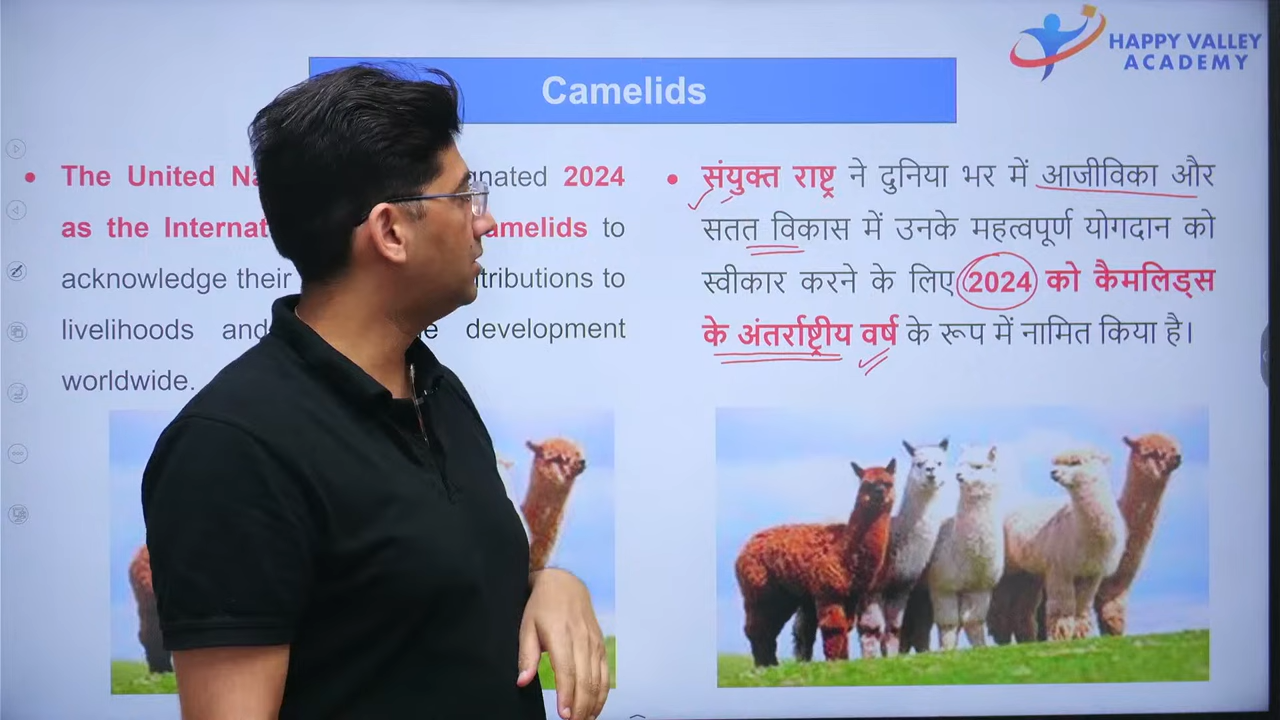 HAPPY VALLEY
ACADEMY
Camelids
The United Na gnated 2024
as the Internat amelids to
acknowledge their tributions to
livelihoods and e development
worldwide.
संयुक्त राष्ट्र ने दुनिया भर में आजीविका और
सतत विकास में उनके महत्वपूर्ण योगदान को
स्वीकार करने के लिए 2024 को कैमलिड्स
के अंतर्राष्ट्रीय वर्ष के रूप में नामित किया है।